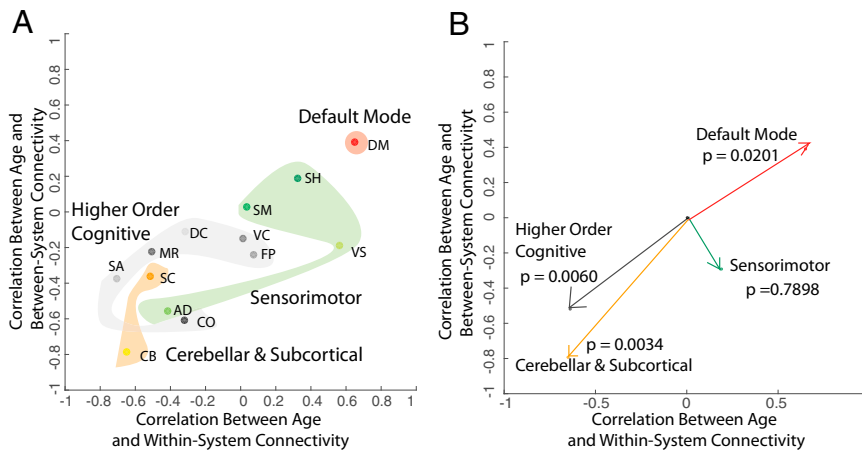 A
Correlation Between Age and
Between-System Connectivity
1
0.8
0.6
0.4
0.2
0
-0.2
-0.4
-0.6
-0.8
-1
Default Mode
DM
SH
SM
Higher Order
Cognitive
DC
VC
MR
FP
VS
SA
SC
Sensorimotor
AD
CO
CB
Cerebellar & Subcortical
-1
-0.8
-0.6
-0.4
-0.2
0
0.2
0.4
0.6
0.8
1
Correlation Between Age
and Within-System Connectivity
B
Correlation Between Age and
Between-System Connectivityt
1
0.8
0.6
0.4
0.2
0
-0.2
-0.4
-0.6
-0.8
-1
Default Mode
p = 0.0201
Higher Order
Cognitive
p = 0.0060
Sensorimotor
p =0.7898
p = 0.0034
Cerebellar & Subcortical
-1
-0.5
0
0.5
Correlation Between Age
and Within-System Connectivity